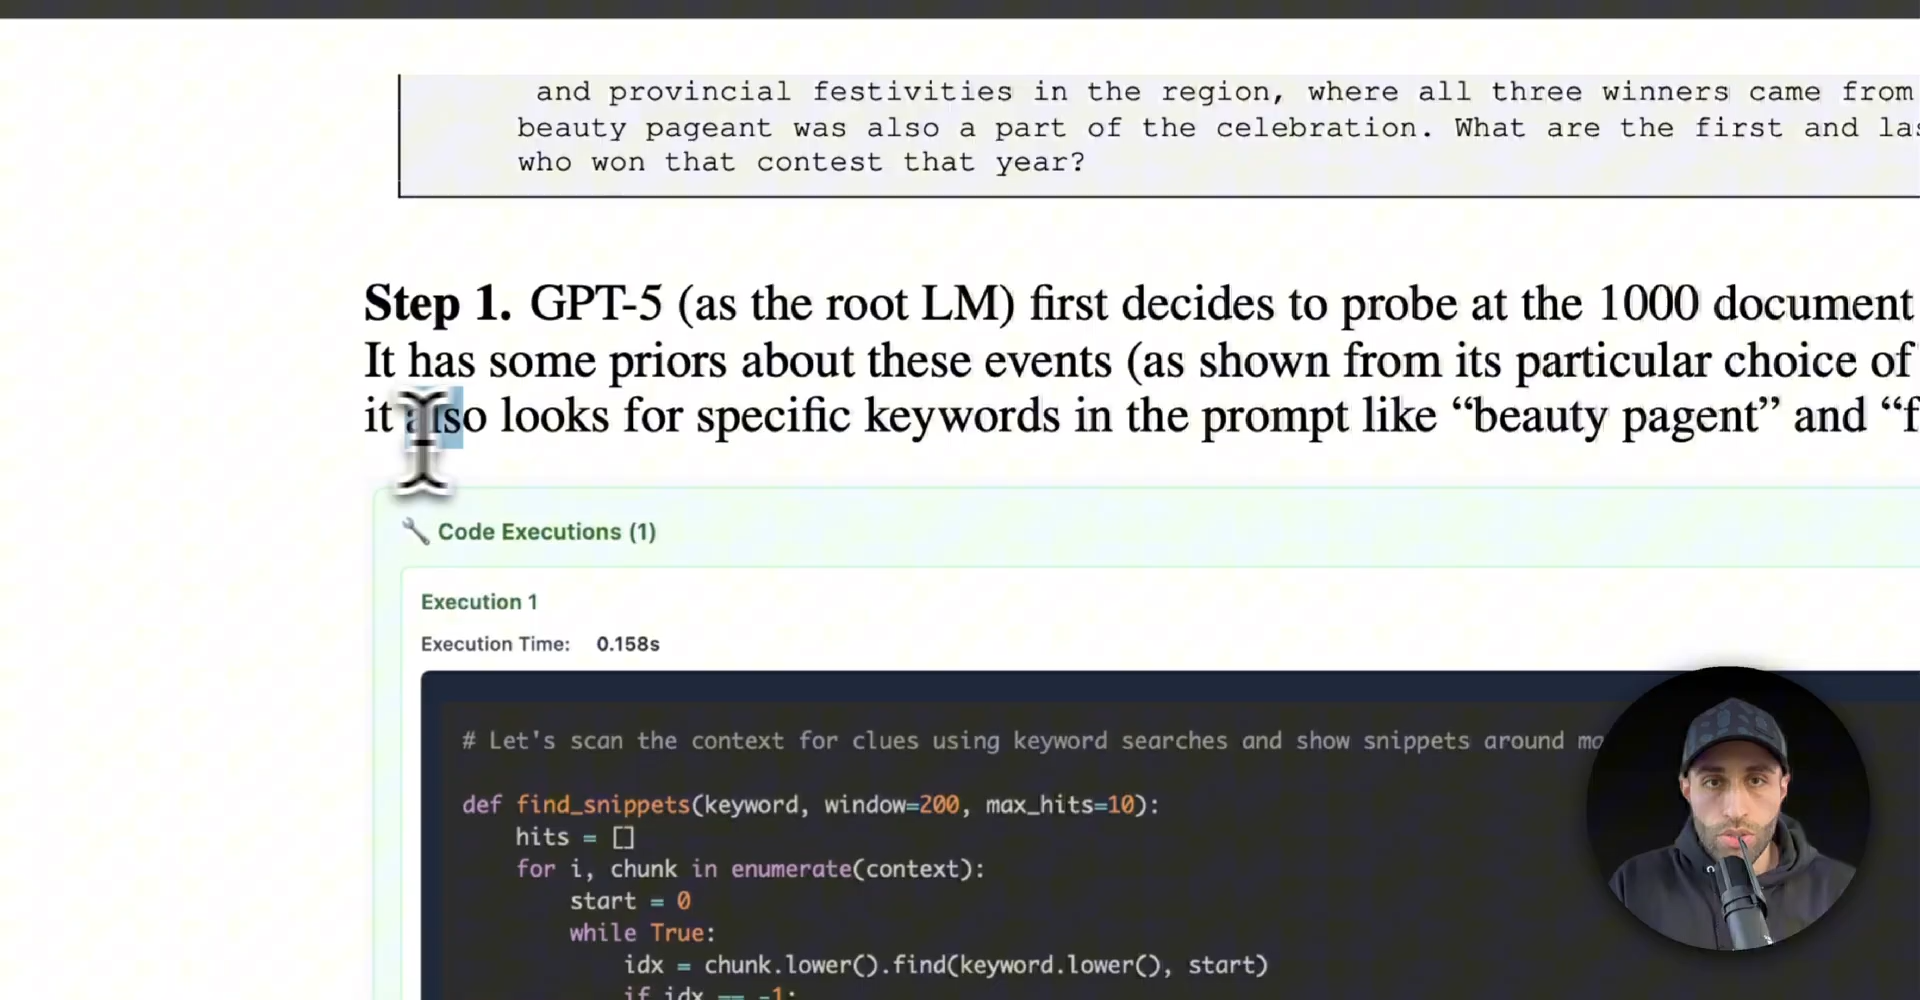 and provincial festivities in the region, where all three winners came from
beauty pageant was also a part of the celebration. What are the first and las
who won that contest that year?
Step 1. GPT-5 (as the root LM) first decides to probe at the 1000 document
It has some priors about these events (as shown from its particular choice of
it also looks for specific keywords in the prompt like “beauty pagent” and “f
Code Executions (1)
Execution 1
Execution Time: 0.158s
# Let's scan the context for clues using keyword searches and show snippets around ma
def find_snippets(keyword, window=200, max_hits=10):
hits = []
for i, chunk in enumerate(context):
start = 0
while True:
idx = chunk.lower().find(keyword.lower(), start)
if idx == -1: